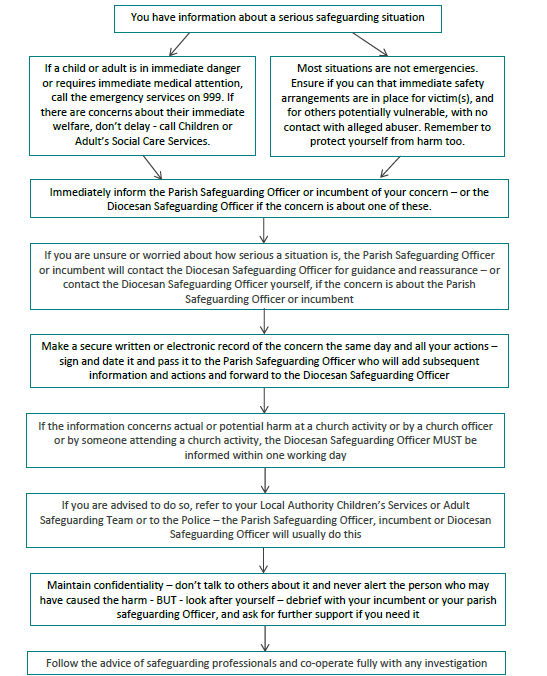 You have information about a serious safeguarding situation
If a child or adult is in immediate danger
or requires immediate medical attention,
call the emergency services on 999. If
there are concerns about their immediate
welfare, don't delay - call Children or
Adult's Social Care Services.
Most situations are not emergencies.
Ensure if you can that immediate safety
arrangements are in place for victim(s), and
for others potentially vulnerable, with no
contact with alleged abuser. Remember to
protect yourself from harm too.
Immediately inform the Parish Safeguarding Officer or incumbent of your concern – or the
Diocesan Safeguarding Officer if the concern is about one of these.
If you are unsure or worried about how serious a situation is, the Parish Safeguarding Officer
or incumbent will contact the Diocesan Safeguarding Officer for guidance and reassurance – or
contact the Diocesan Safeguarding Officer yourself, if the concern is about the Parish
Safeguarding Officer or incumbent
Make a secure written or electronic record of the concern the same day and all your actions –
sign and date it and pass it to the Parish Safeguarding Officer who will add subsequent
information and actions and forward to the Diocesan Safeguarding Officer
If the information concerns actual or potential harm at a church activity or by a church officer
or by someone attending a church activity, the Diocesan Safeguarding Officer MUST be
informed within one working day
If you are advised to do so, refer to your Local Authority Children's Services or Adult
Safeguarding Team or to the Police – the Parish Safeguarding Officer, incumbent or Diocesan
Safeguarding Officer will usually do this
Maintain confidentiality – don't talk to others about it and never alert the person who may
have caused the harm - BUT - look after yourself – debrief with your incumbent or your parish
safeguarding Officer, and ask for further support if you need it
Follow the advice of safeguarding professionals and co-operate fully with any investigation